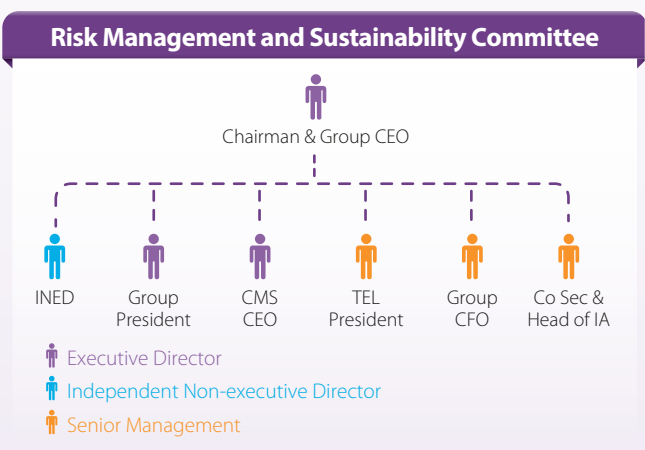 Risk Management and Sustainability Committee
Chairman & Group CEO
INED
Group
President
CMS
CEO
TEL
President
Group
CFO
Co Sec &
Head of IA
Executive Director
Independent Non-executive Director
Senior Management